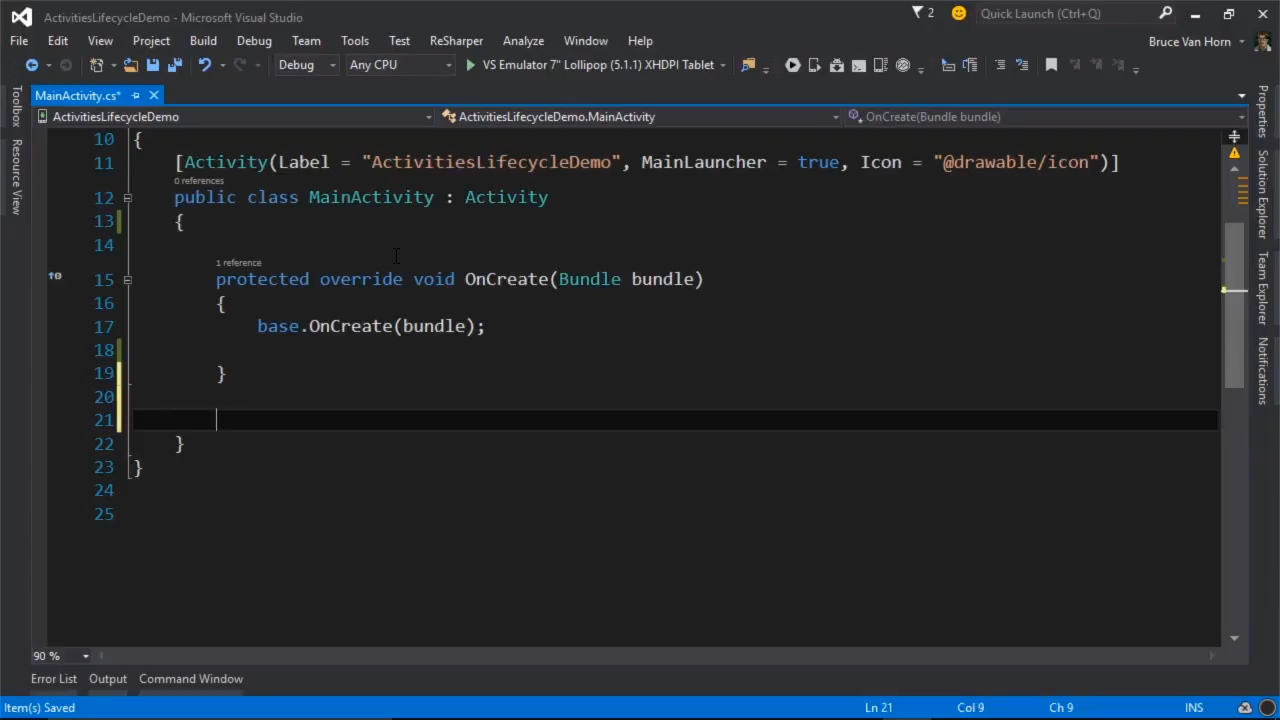 ActivitiesLifecycleDemo - Microsoft Visual Studio
2
Quick Launch (Ctrl+Q)
File Edit View Project Build Debug Team Tools Test ReSharper Analyze Window Help
Bruce Van Horn
Debug Any CPU VS Emulator 7" Lollipop (5.1.1) XHDPI Tablet
MainActivity.cs*
ActivitiesLifecycleDemo ActivitiesLifecycleDemo.MainActivity OnCreate(Bundle bundle)
10 {
11 [Activity(Label = "ActivitiesLifecycleDemo", MainLauncher = true, Icon = "@drawable/icon")]
0 references
12 public class MainActivity : Activity
13 {
14
1 reference
15 protected override void OnCreate(Bundle bundle)
16 {
17 base.OnCreate(bundle);
18
19 }
20
21
22 }
23 }
24
25
Toolbox
Resource View
Properties
Solution Explorer
Team Explorer
Notifications
90 %
Error List Output Command Window
Item(s) Saved Ln 21 Col 9 Ch 9 INS